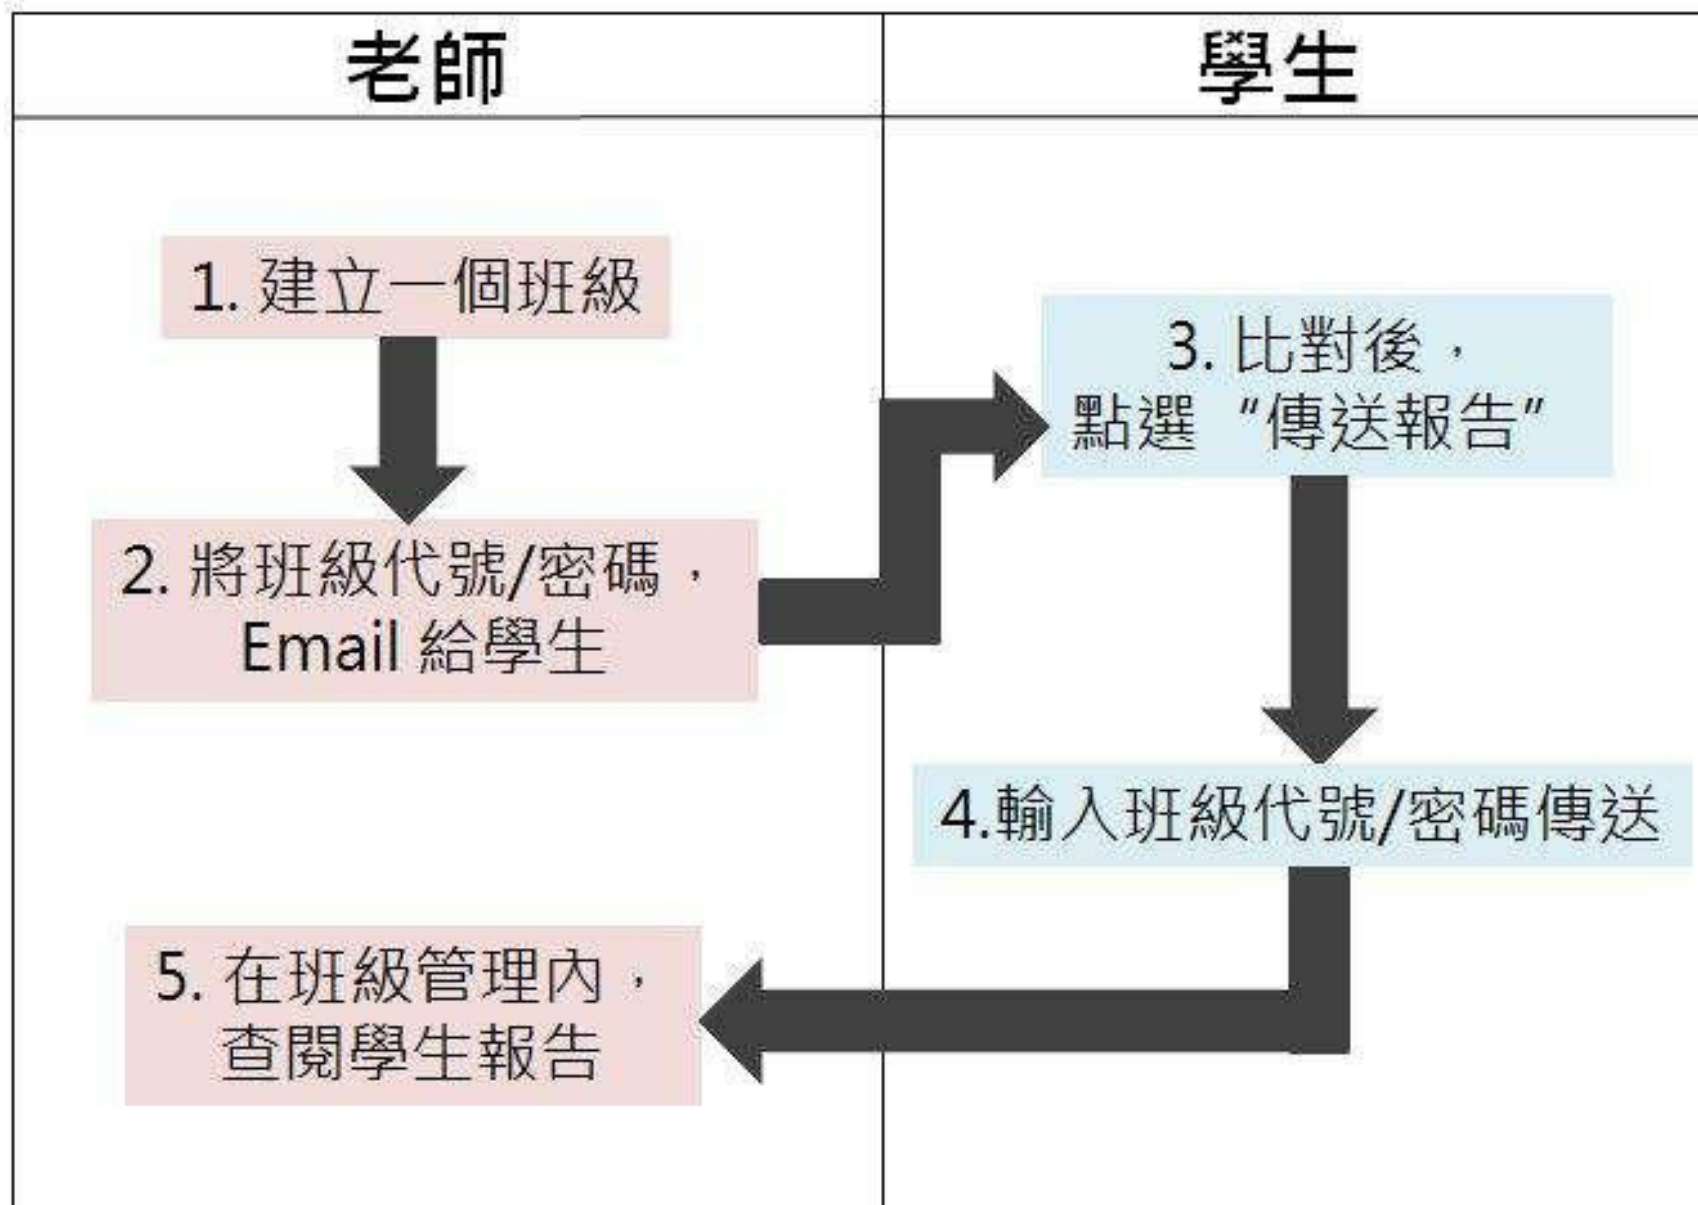 老師
學生
1. 建立一個班級
2. 將班級代號/密碼，
Email 給學生
3. 比對後，
點選 “傳送報告”
4.輸入班級代號/密碼傳送
5. 在班級管理內，
查閱學生報告